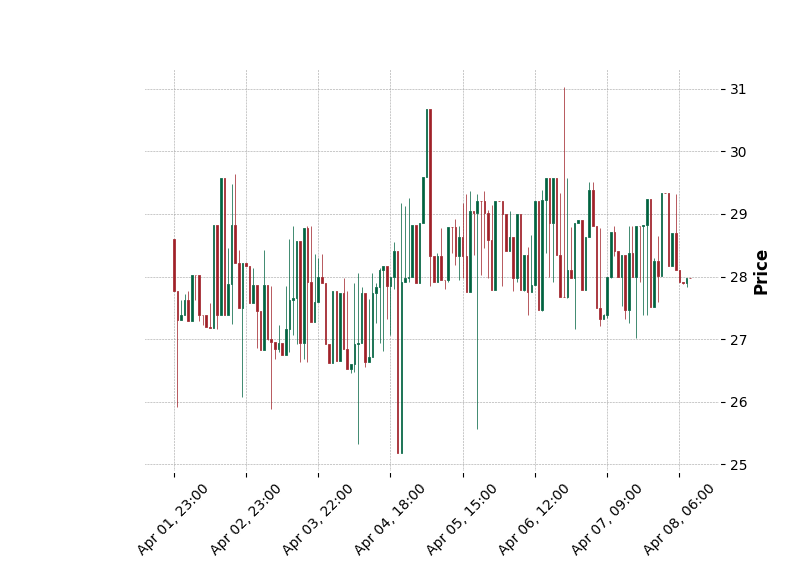 31
30
29
28
27
26
25
Price
Apr 01, 23:00
Apr 02, 23:00
Apr 03, 22:00
Apr 04, 18:00
Apr 05, 15:00
Apr 06, 12:00
Apr 07, 09:00
Apr 08, 06:00